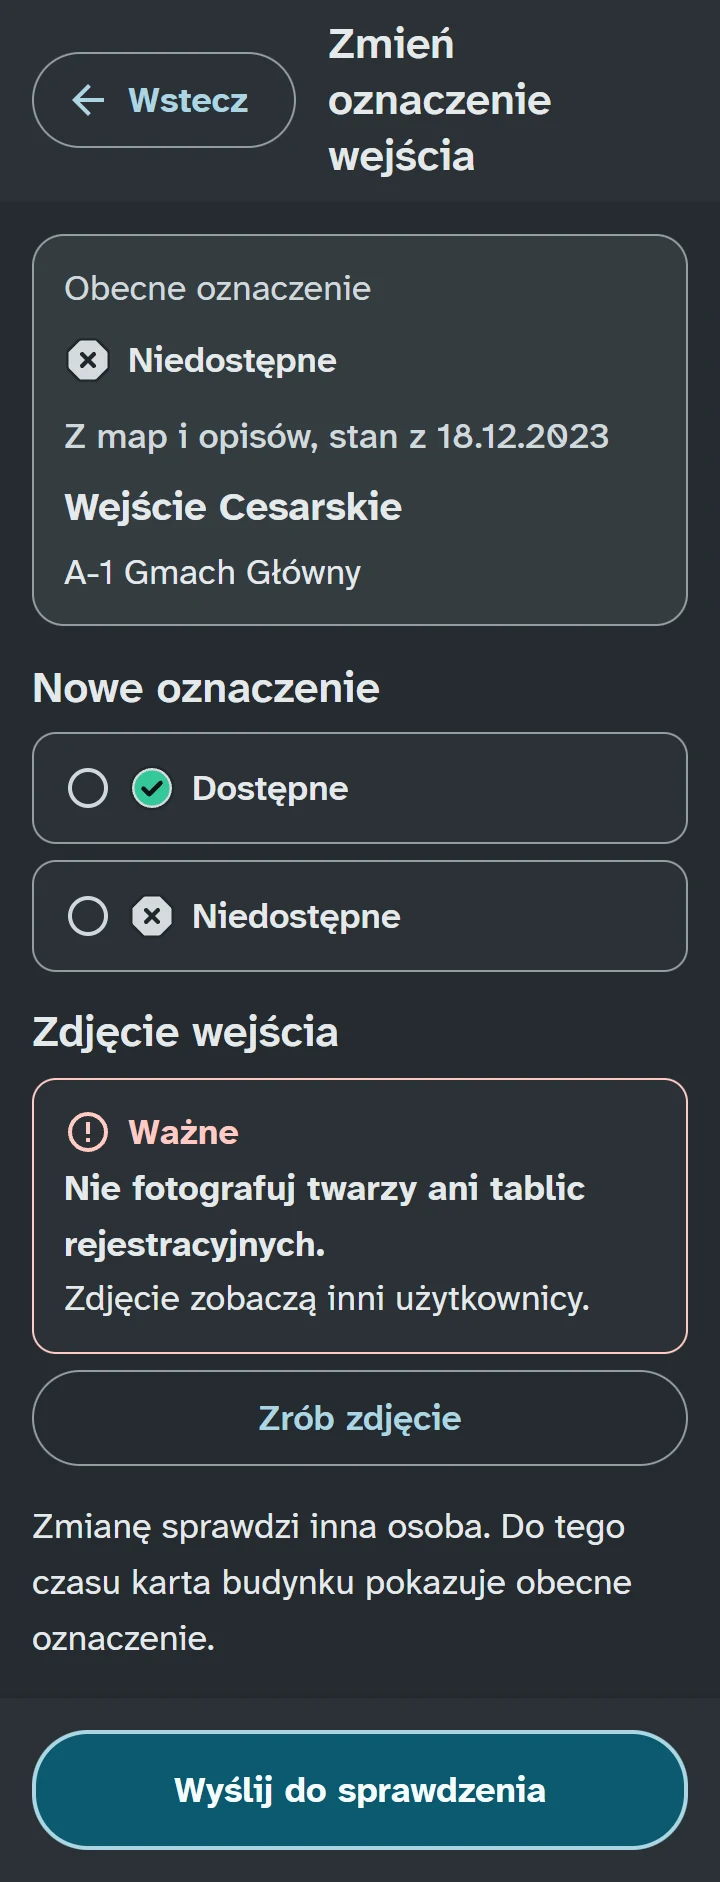 Wstecz
Zmień
oznaczenie
wejścia
Obecne oznaczenie
Niedostępne
Z map i opisów, stan z 18.12.2023
Wejście Cesarskie
A-1 Gmach Główny
Nowe oznaczenie
Dostępne
Niedostępne
Zdjęcie wejścia
Ważne
Nie fotografuj twarzy ani tablic
rejestracyjnych.
Zdjęcie zobaczą inni użytkownicy.
Zrób zdjęcie
Zmianę sprawdzi inna osoba. Do tego
czasu karta budynku pokazuje obecne
oznaczenie.
Wyślij do sprawdzenia